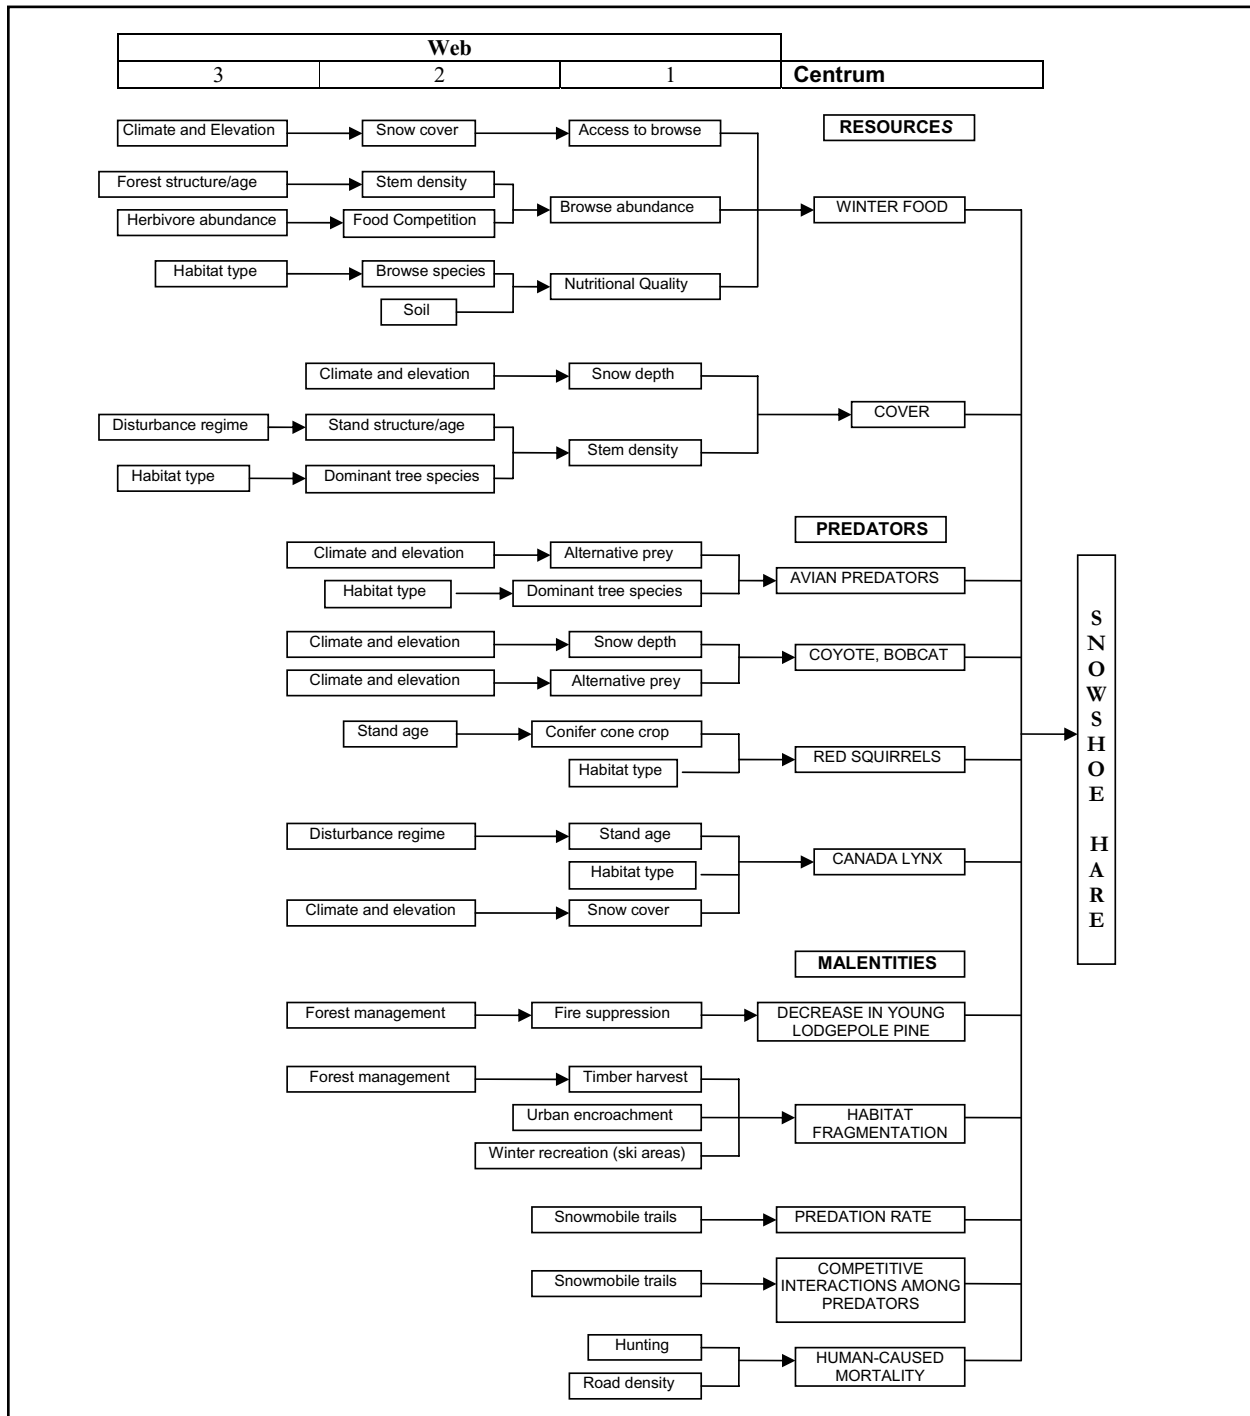 Web
3 2 1 Centrum
Climate and Elevation Snow cover Access to browse RESOURCES
Forest structure/age Stem density
Herbivore abundance Food Competition Browse abundance WINTER FOOD
Habitat type Browse species Nutritional Quality
Soil
Climate and elevation Snow depth
Disturbance regime Stand structure/age COVER
Stem density
Habitat type Dominant tree species
PREDATORS
Climate and elevation Alternative prey
AVIAN PREDATORS
Habitat type Dominant tree species
Climate and elevation Snow depth
COYOTE, BOBCAT
Climate and elevation Alternative prey
Stand age Conifer cone crop
RED SQUIRRELS
Habitat type
Disturbance regime Stand age
CANADA LYNX
Habitat type
Climate and elevation Snow cover
MALENTITIES
Forest management Fire suppression DECREASE IN YOUNG
LODGEPOLE PINE
Forest management Timber harvest
Urban encroachment HABITAT
FRAGMENTATION
Winter recreation (ski areas)
Snowmobile trails PREDATION RATE
Snowmobile trails COMPETITIVE
INTERACTIONS AMONG
PREDATORS
Hunting
HUMAN-CAUSED
MORTALITY
Road density
SNOWSHOE HARE